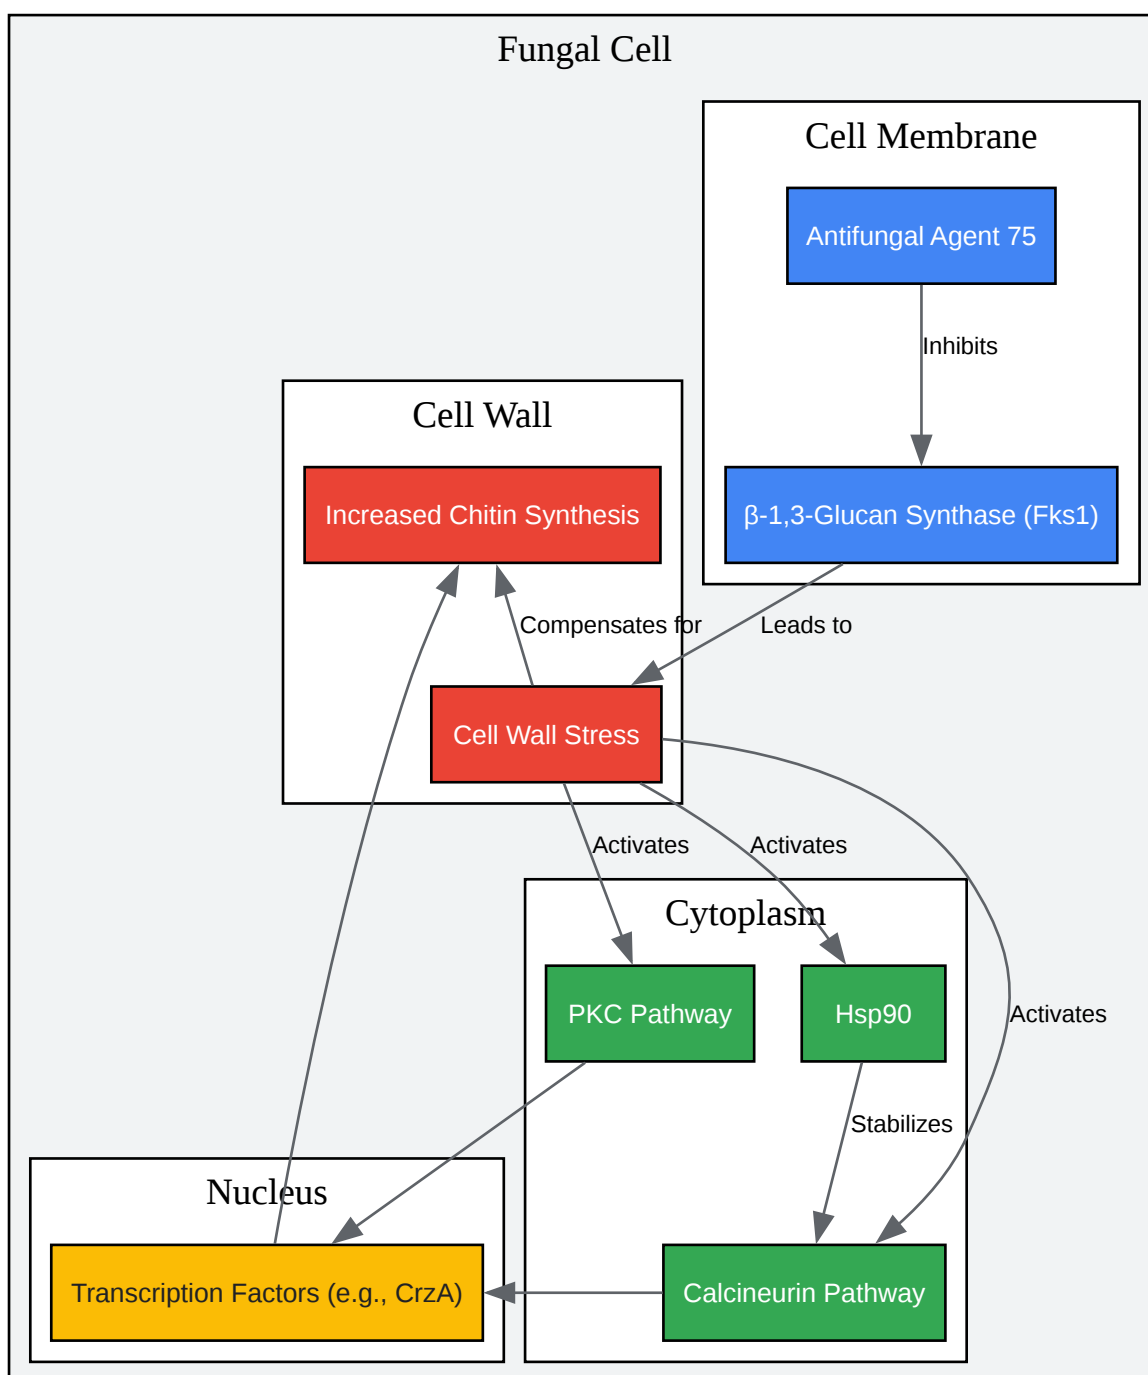 Fungal Cell
Cell Membrane
Antifungal Agent 75
Inhibits
Cell Wall
Increased Chitin Synthesis
β-1,3-Glucan Synthase (Fks1)
Compensates for
Leads to
Cell Wall Stress
Activates
Activates
Cytoplasm
PKC Pathway
Hsp90
Activates
Stabilizes
Nucleus
Transcription Factors (e.g., CrzA)
Calcineurin Pathway